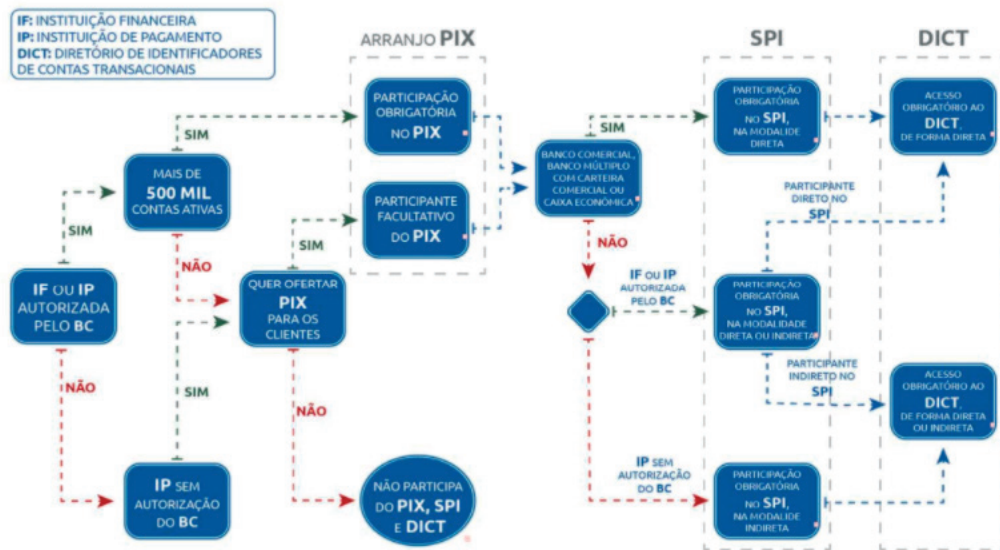 IF: INSTITUIÇÃO FINANCEIRA
IP: INSTITUIÇÃO DE PAGAMENTO
DICT: DIRETÓRIO DE IDENTIFICADORES
DE CONTAS TRANSACIONAIS
ARRANJO PIX
SPI
DICT
PARTICIPAÇÃO
OBRIGATÓRIA
NO PIX
SIM
MAIS DE
500 MIL
CONTAS ATIVAS
SIM
NÃO
IF OU IP
AUTORIZADA
PELO BC
NÃO
IP SEM
AUTORIZAÇÃO
DO BC
SIM
QUER OFERTAR
PIX
PARA OS
CLIENTES
SIM
NÃO
PARTICIPANTE
FACULTATIVO
DO PIX
NÃO PARTICIPA
DO PIX, SPI
E DICT
BANCO COMERCIAL,
BANCO MÚLTIPLO
COM CARTEIRA
COMERCIAL OU
CAIXA ECONÔMICA
SIM
NÃO
IF OU IP
AUTORIZADA
PELO BC
IP SEM
AUTORIZAÇÃO
DO BC
PARTICIPAÇÃO
OBRIGATÓRIA
NO SPI,
NA MODALIDE
DIRETA
PARTICIPAÇÃO
OBRIGATÓRIA
NO SPI,
NA MODALIDADE
DIRETA OU INDIRETA
PARTICIPAÇÃO
OBRIGATÓRIA
NO SPI,
NA MODALIDE
INDIRETA
PARTICIPANTE
DIRETO NO
SPI
PARTICIPANTE
INDIRETO NO
SPI
ACESSO
OBRIGATÓRIO AO
DICT,
DE FORMA DIRETA
ACESSO
OBRIGATÓRIO AO
DICT,
DE FORMA DIRETA
OU INDIRETA